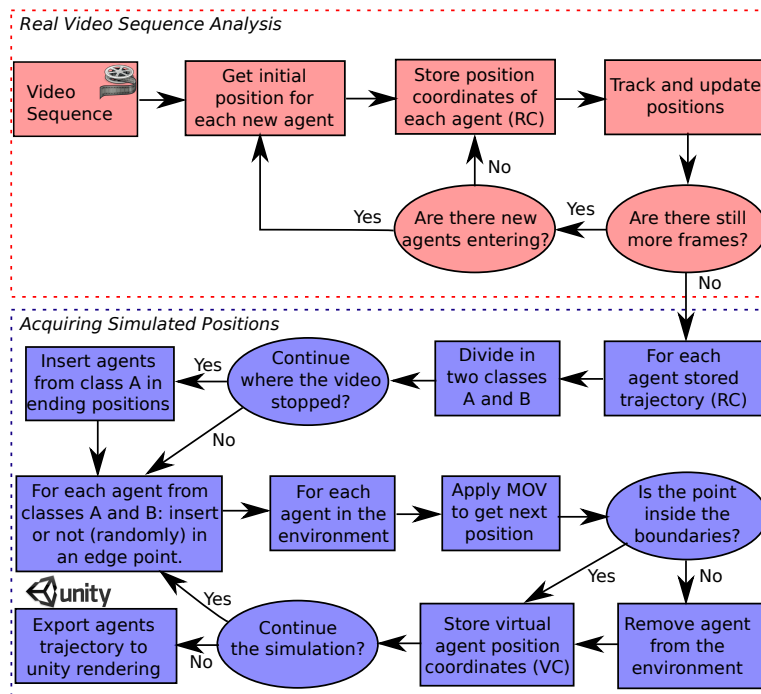 Real Video Sequence Analysis
Video
Sequence
Get initial
position for
each new agent
Store position
coordinates of
each agent (RC)
Track and update
positions
No
Yes
Are there new
agents entering?
Yes
Are there still
more frames?
No
Acquiring Simulated Positions
Insert agents
from class A in
ending positions
Yes
Continue
where the video
stopped?
Divide in
two classes
A and B
For each
agent stored
trajectory (RC)
No
For each agent from
classes A and B: insert
or not (randomly) in
an edge point.
For each
agent in the
environment
Apply MOV
to get next
position
Is the point
inside the
boundaries?
Yes
No
unity
Yes
Export agents
trajectory to
unity rendering
No
Continue
the simulation?
Store virtual
agent position
coordinates (VC)
Remove agent
from the
environment